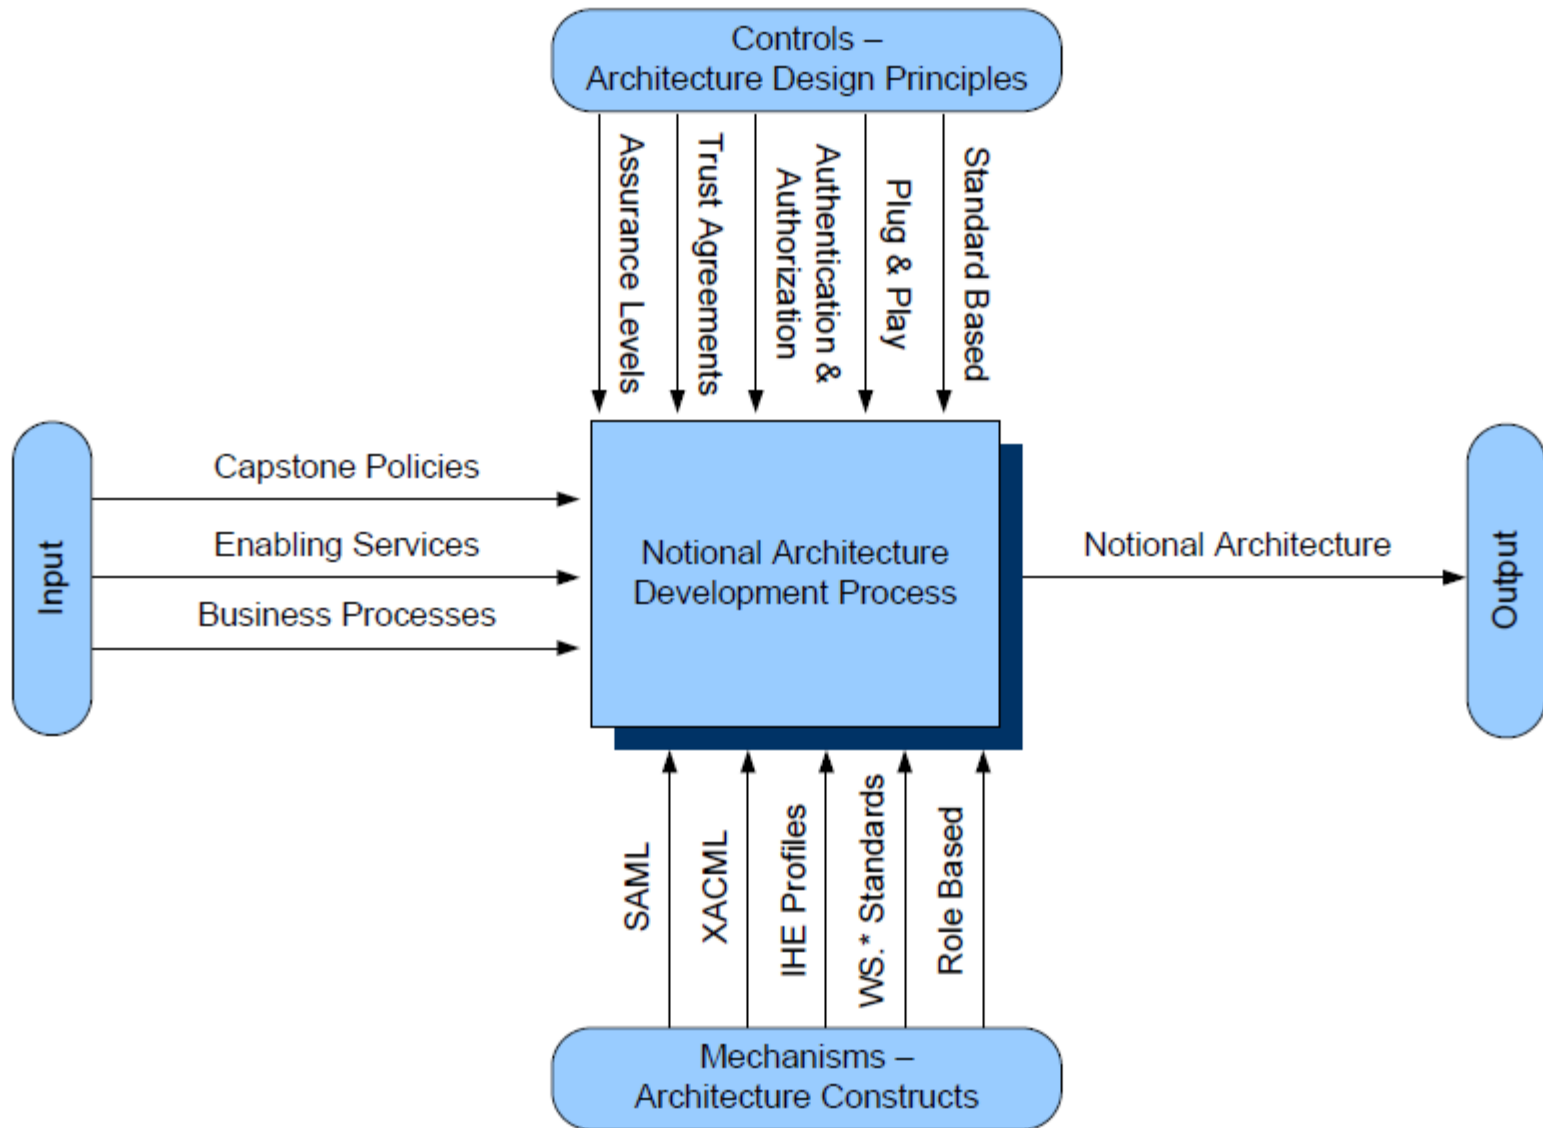 Controls –
Architecture Design Principles
Assurance Levels
Trust Agreements
Authentication &
Authorization
Plug & Play
Standard Based
Input
Capstone Policies
Enabling Services
Business Processes
Notional Architecture
Development Process
Notional Architecture
Output
SAML
XACML
IHE Profiles
WS.* Standards
Role Based
Mechanisms –
Architecture Constructs